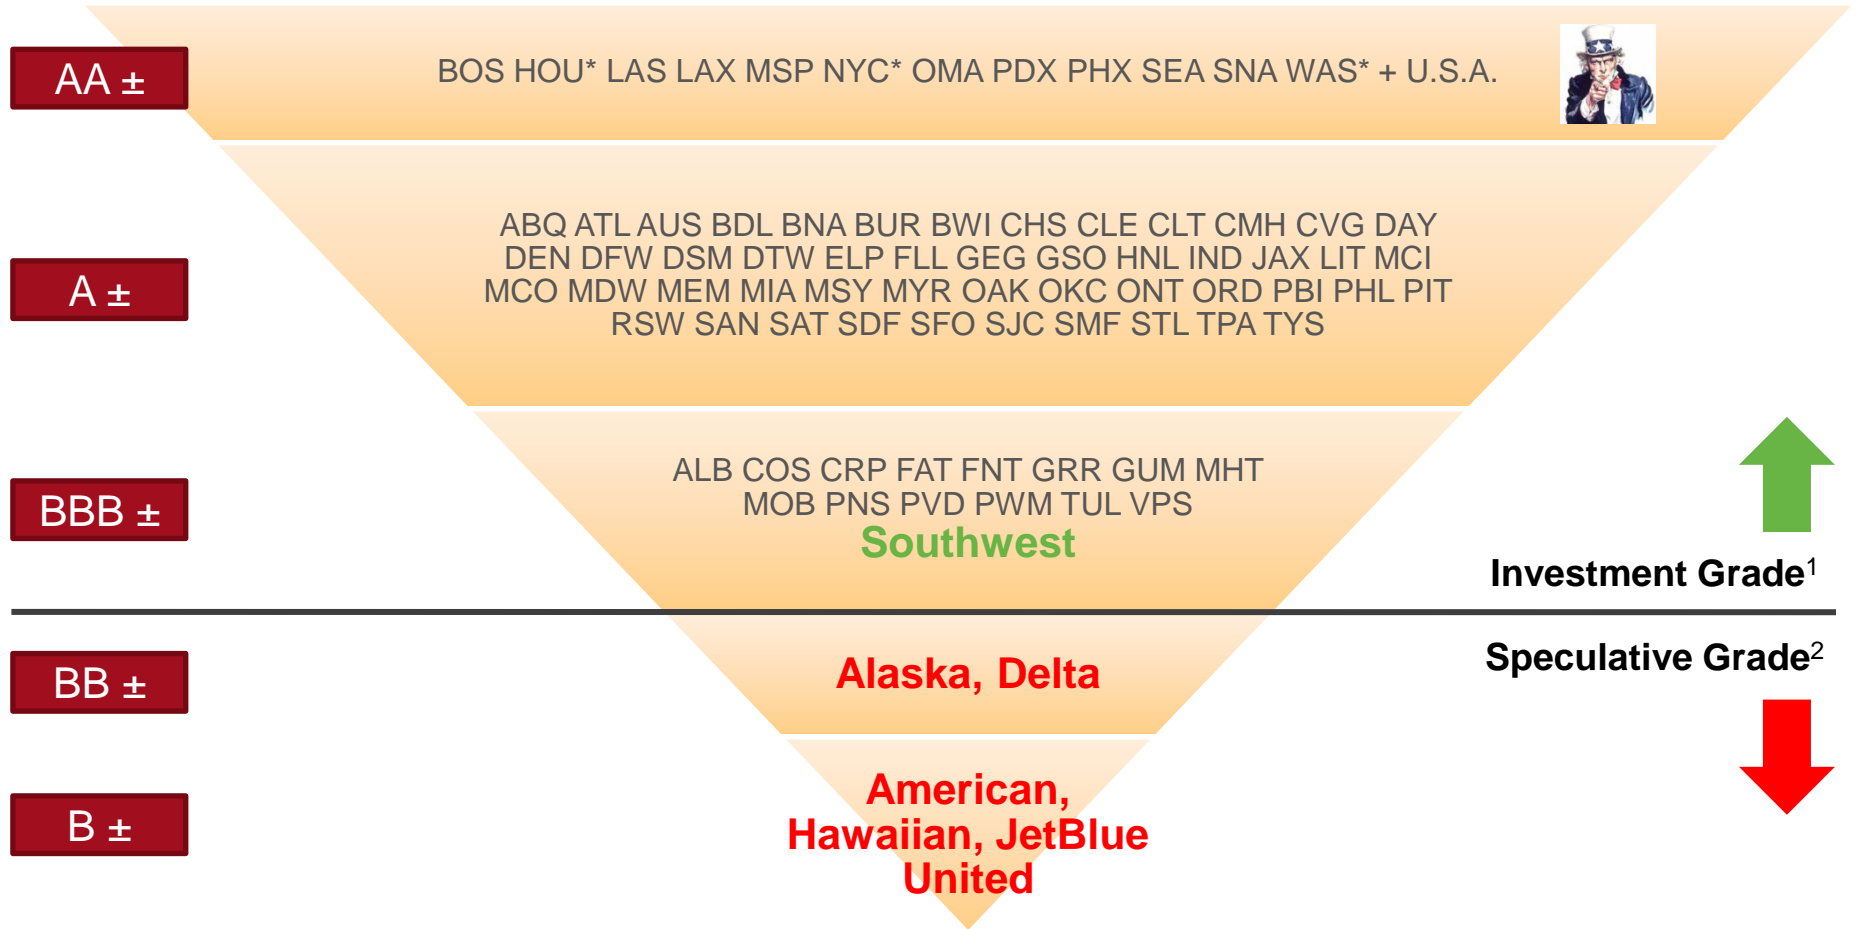 AA ±
BOS HOU* LAS LAX MSP NYC* OMA PDX PHX SEA SNA WAS* + U.S.A.
A ±
ABQ ATL AUS BDL BNA BUR BWI CHS CLE CLT CMH CVG DAY
DEN DFW DSM DTW ELP FLL GEG GSO HNL IND JAX LIT MCI
MCO MDW MEM MIA MSY MYR OAK OKC ONT ORD PBI PHL PIT
RSW SAN SAT SDF SFO SJC SMF STL TPA TYS
BBB ±
ALB COS CRP FAT FNT GRR GUM MHT
MOB PNS PVD PWM TUL VPS
Southwest
Investment Grade¹
Speculative Grade²
BB ±
Alaska, Delta
B ±
American,
Hawaiian, JetBlue
United